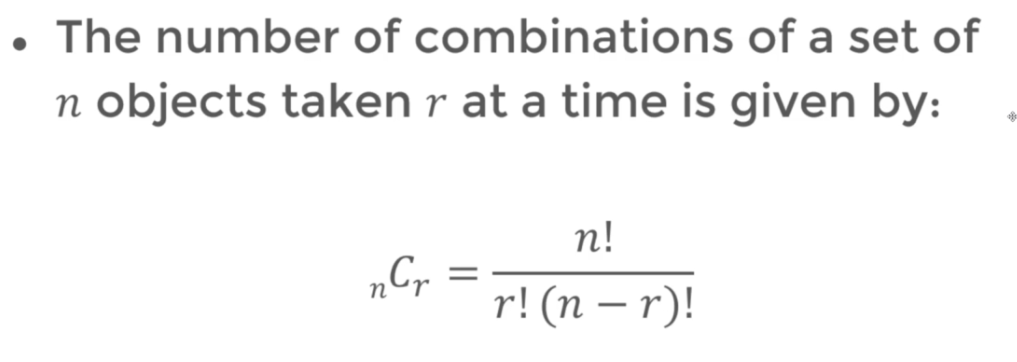 • The number of combinations of a set of
n objects taken r at a time is given by:
nCr = n! / r! (n − r)!